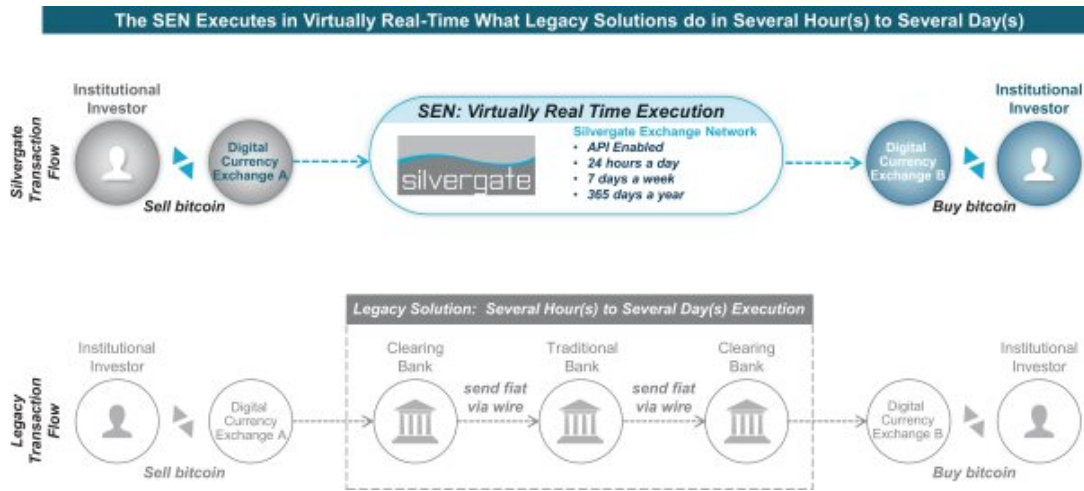 The SEN Executes in Virtually Real-Time What Legacy Solutions do in Several Hour(s) to Several Day(s)
Silvergate
Transaction
Flow
Institutional
Investor
Digital
Currency
Exchange A
Sell bitcoin
SEN: Virtually Real Time Execution
silvergate
Silvergate Exchange Network
• API Enabled
• 24 hours a day
• 7 days a week
• 365 days a year
Digital
Currency
Exchange B
Institutional
Investor
Buy bitcoin
Legacy
Transaction
Flow
Institutional
Investor
Digital
Currency
Exchange A
Sell bitcoin
Legacy Solution: Several Hour(s) to Several Day(s) Execution
Clearing
Bank
send fiat
via wire
Traditional
Bank
send fiat
via wire
Clearing
Bank
Digital
Currency
Exchange B
Institutional
Investor
Buy bitcoin